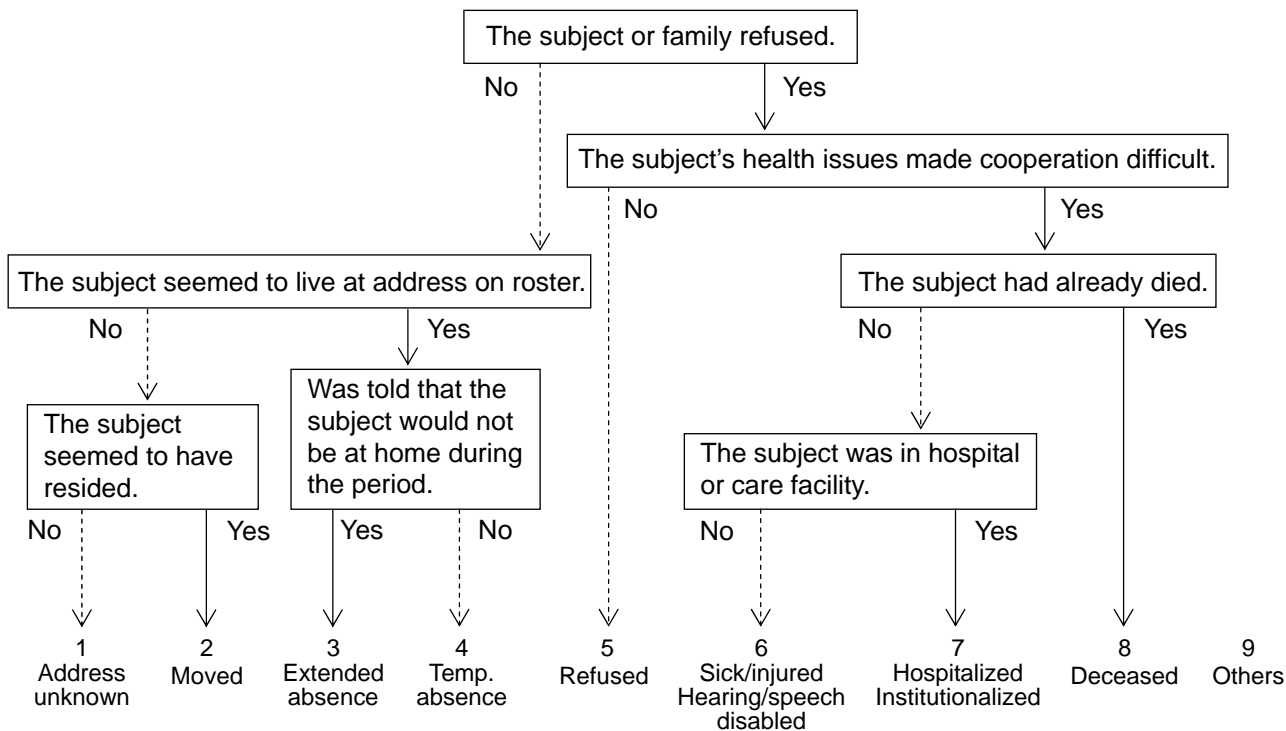 The subject or family refused.
No
Yes
The subject's health issues made cooperation difficult.
No
Yes
The subject seemed to live at address on roster.
The subject had already died.
No
Yes
No
Yes
Was told that the
subject would not
be at home during
the period.
The subject
seemed to have
resided.
The subject was in hospital
or care facility.
No
Yes
Yes
No
No
Yes
1
Address
unknown
2
Moved
3
Extended
absence
4
Temp.
absence
5
Refused
6
Sick/injured
Hearing/speech
disabled
7
Hospitalized
Institutionalized
8
Deceased
9
Others